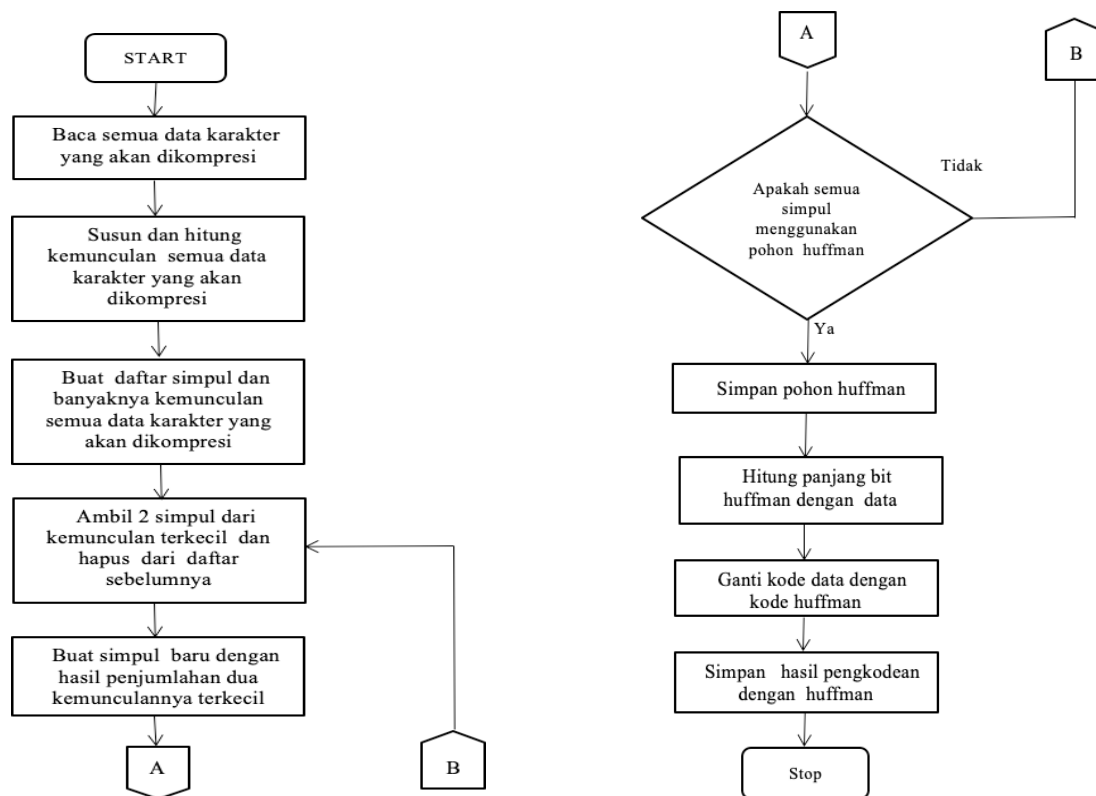 START
Baca semua data karakter
yang akan dikompresi
Susun dan hitung
kemunculan semua data
karakter yang akan
dikompresi
Buat daftar simpul dan
banyaknya kemunculan
semua data karakter yang
akan dikompresi
Ambil 2 simpul dari
kemunculan terkecil dan
hapus dari daftar
sebelumnya
Buat simpul baru dengan
hasil penjumlahan dua
kemunculannya terkecil
A
B
A
B
Apakah semua
simpul
menggunakan
pohon huffman
Tidak
Ya
Simpan pohon huffman
Hitung panjang bit
huffman dengan data
Ganti kode data dengan
kode huffman
Simpan hasil pengkodean
dengan huffman
Stop